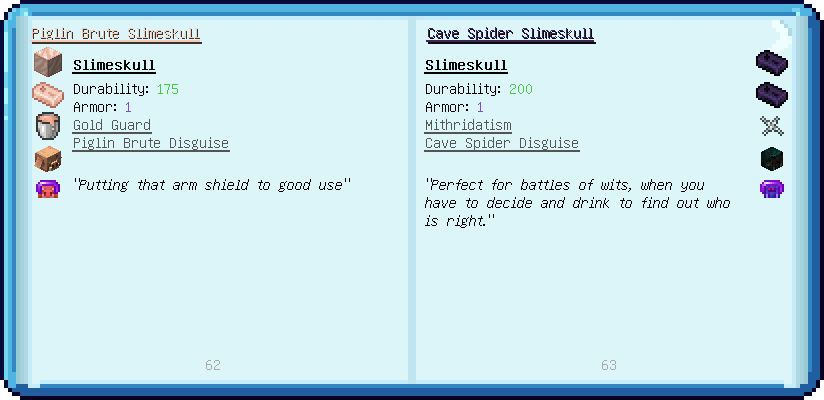 Piglin Brute Slimeskull
Slimeskull
Durability: 175
Armor: 1
Gold Guard
Piglin Brute Disguise
"Putting that arm shield to good use"
62
Cave Spider Slimeskull
Slimeskull
Durability: 200
Armor: 1
Mithridatism
Cave Spider Disguise
"Perfect for battles of wits, when you
have to decide and drink to find out who
is right."
63